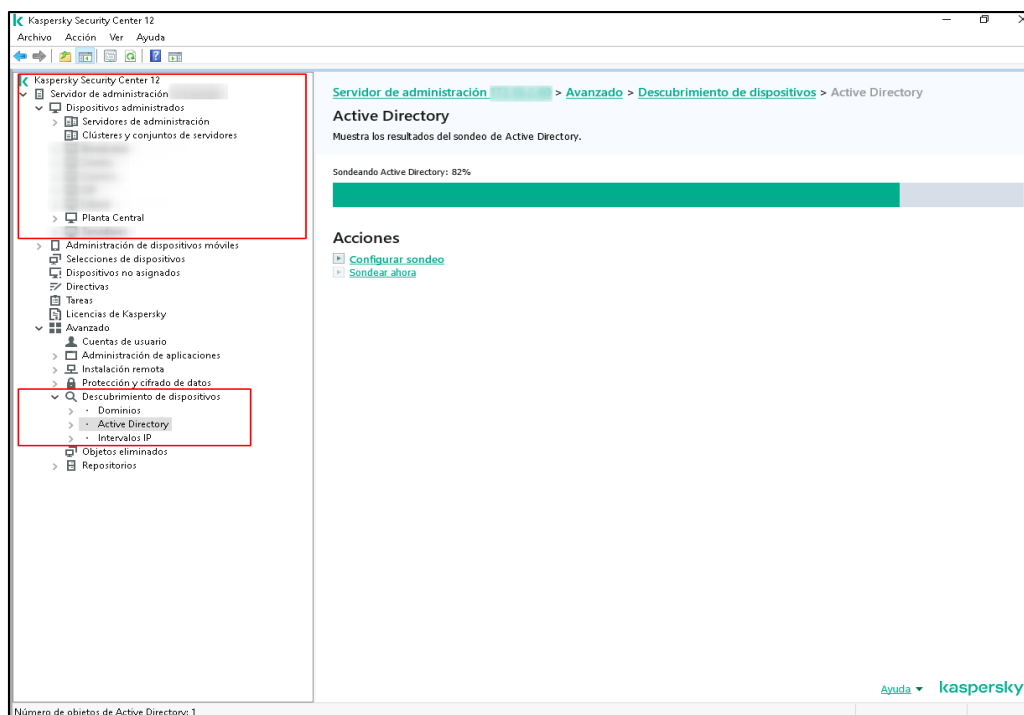 Kaspersky Security Center 12
Archivo Acción Ver Ayuda
Kaspersky Security Center 12
Servidor de administración
Dispositivos administrados
Servidores de administración
Clústeres y conjuntos de servidores
Planta Central
Administración de dispositivos móviles
Selecciones de dispositivos
Dispositivos no asignados
Directivas
Tareas
Licencias de Kaspersky
Avanzado
Cuentas de usuario
Administración de aplicaciones
Instalación remota
Protección y cifrado de datos
Descubrimiento de dispositivos
Dominios
Active Directory
Intervalos IP
Objetos eliminados
Repositorios
Servidor de administración > Avanzado > Descubrimiento de dispositivos > Active Directory
Active Directory
Muestra los resultados del sondeo de Active Directory.
Sondeando Active Directory: 82%
Acciones
Configurar sondeo
Sondear ahora
Ayuda kaspersky
Número de objetos de Active Directory: 1